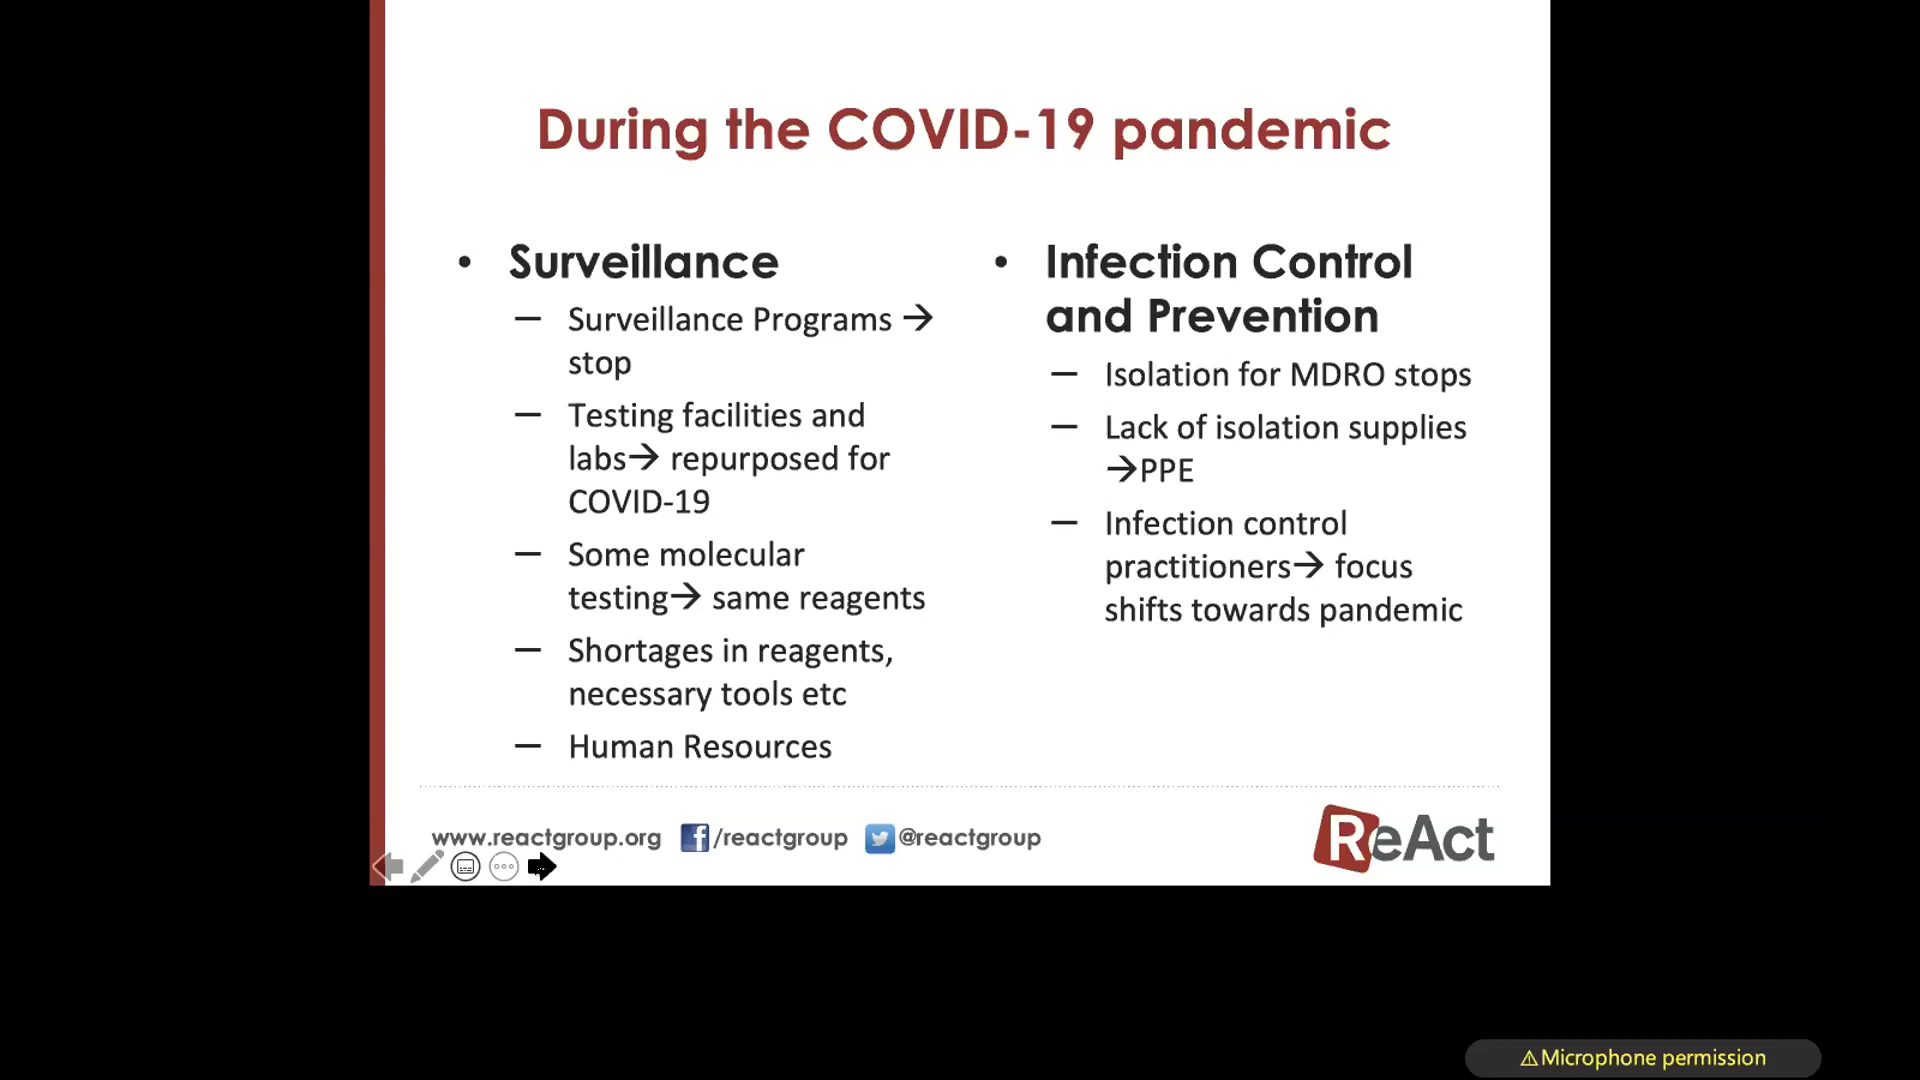 During the COVID-19 pandemic
• Surveillance
— Surveillance Programs →
stop
— Testing facilities and
labs→ repurposed for
COVID-19
— Some molecular
testing→ same reagents
— Shortages in reagents,
necessary tools etc
— Human Resources
• Infection Control
and Prevention
— Isolation for MDRO stops
— Lack of isolation supplies
→PPE
— Infection control
practitioners→ focus
shifts towards pandemic
www.reactgroup.org f/reactgroup @reactgroup
ReAct
⚠Microphone permission